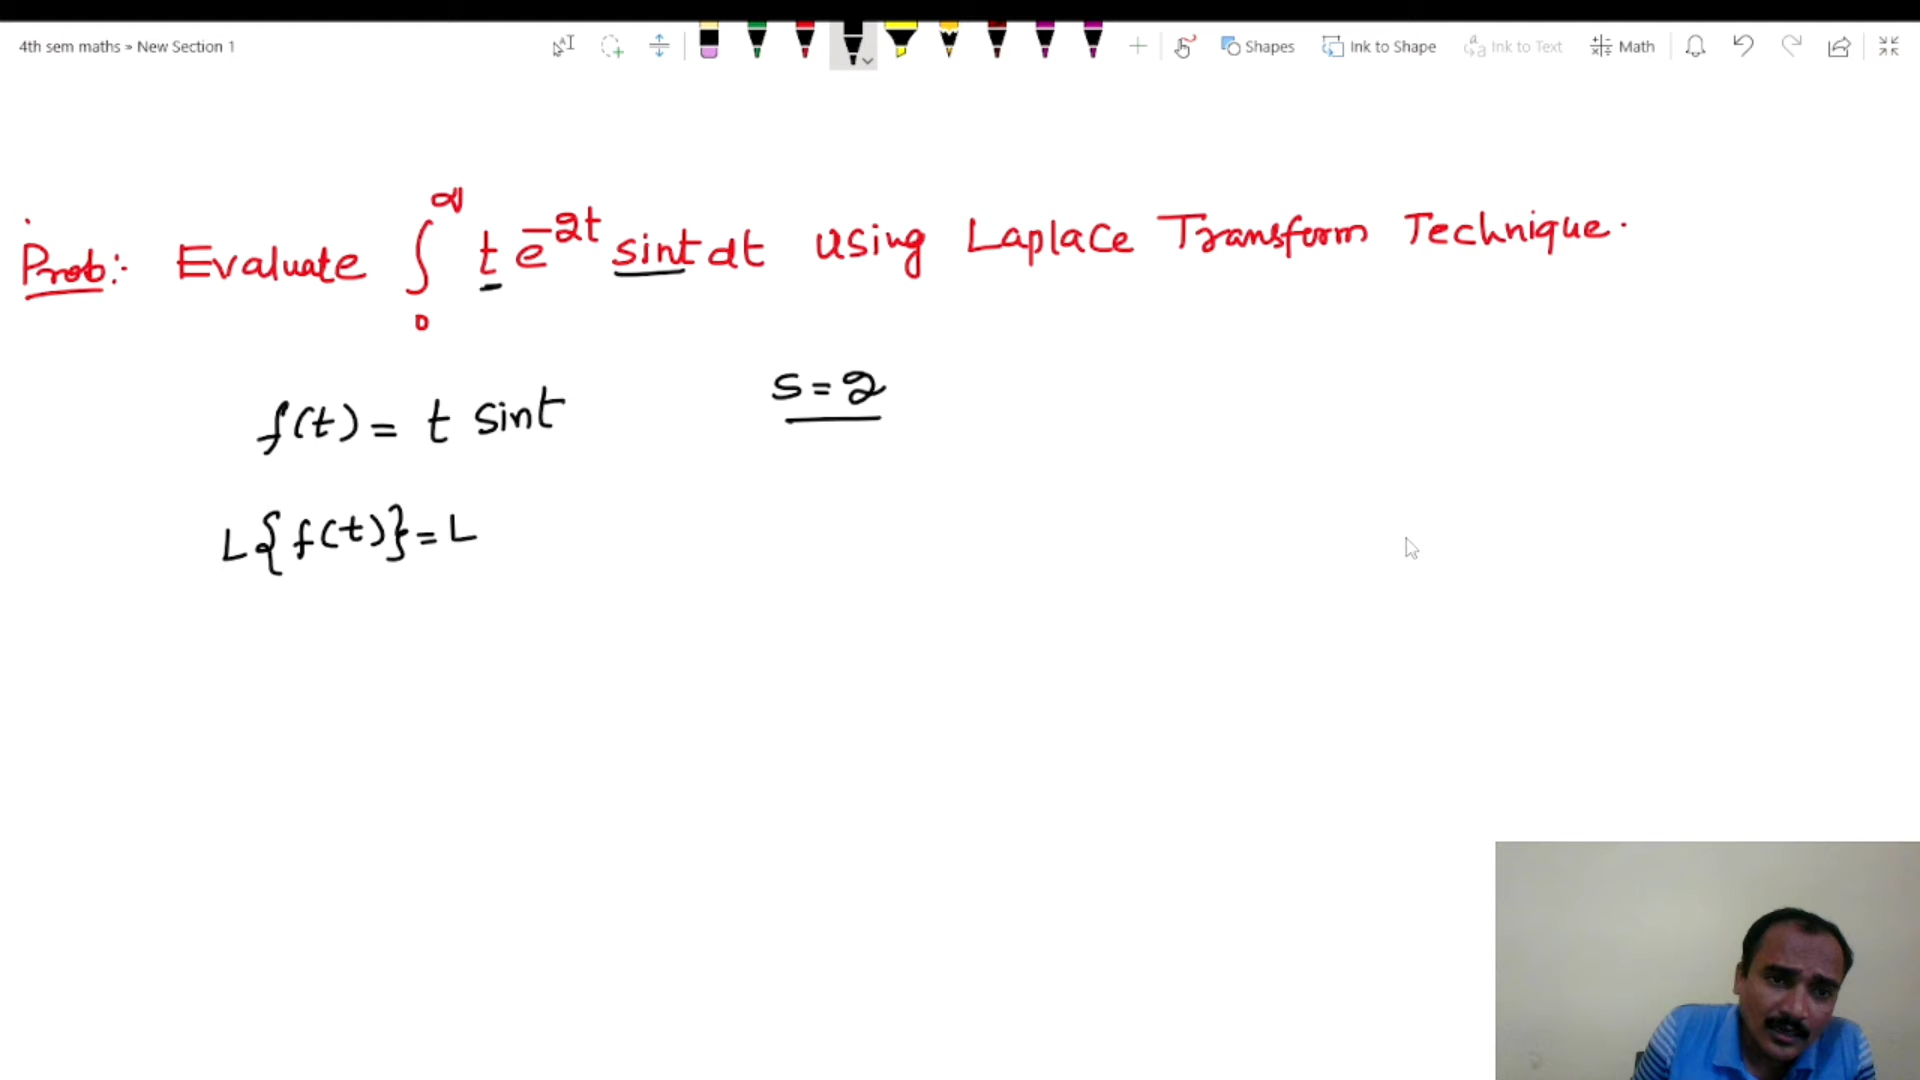 4th sem maths » New Section 1
Shapes Ink to Shape Ink to Text Math
Prob:- Evaluate ∫₀^∞ t e^-2t sint dt using Laplace Transform Technique.
f(t) = t sint s = 2
L{f(t)} = L